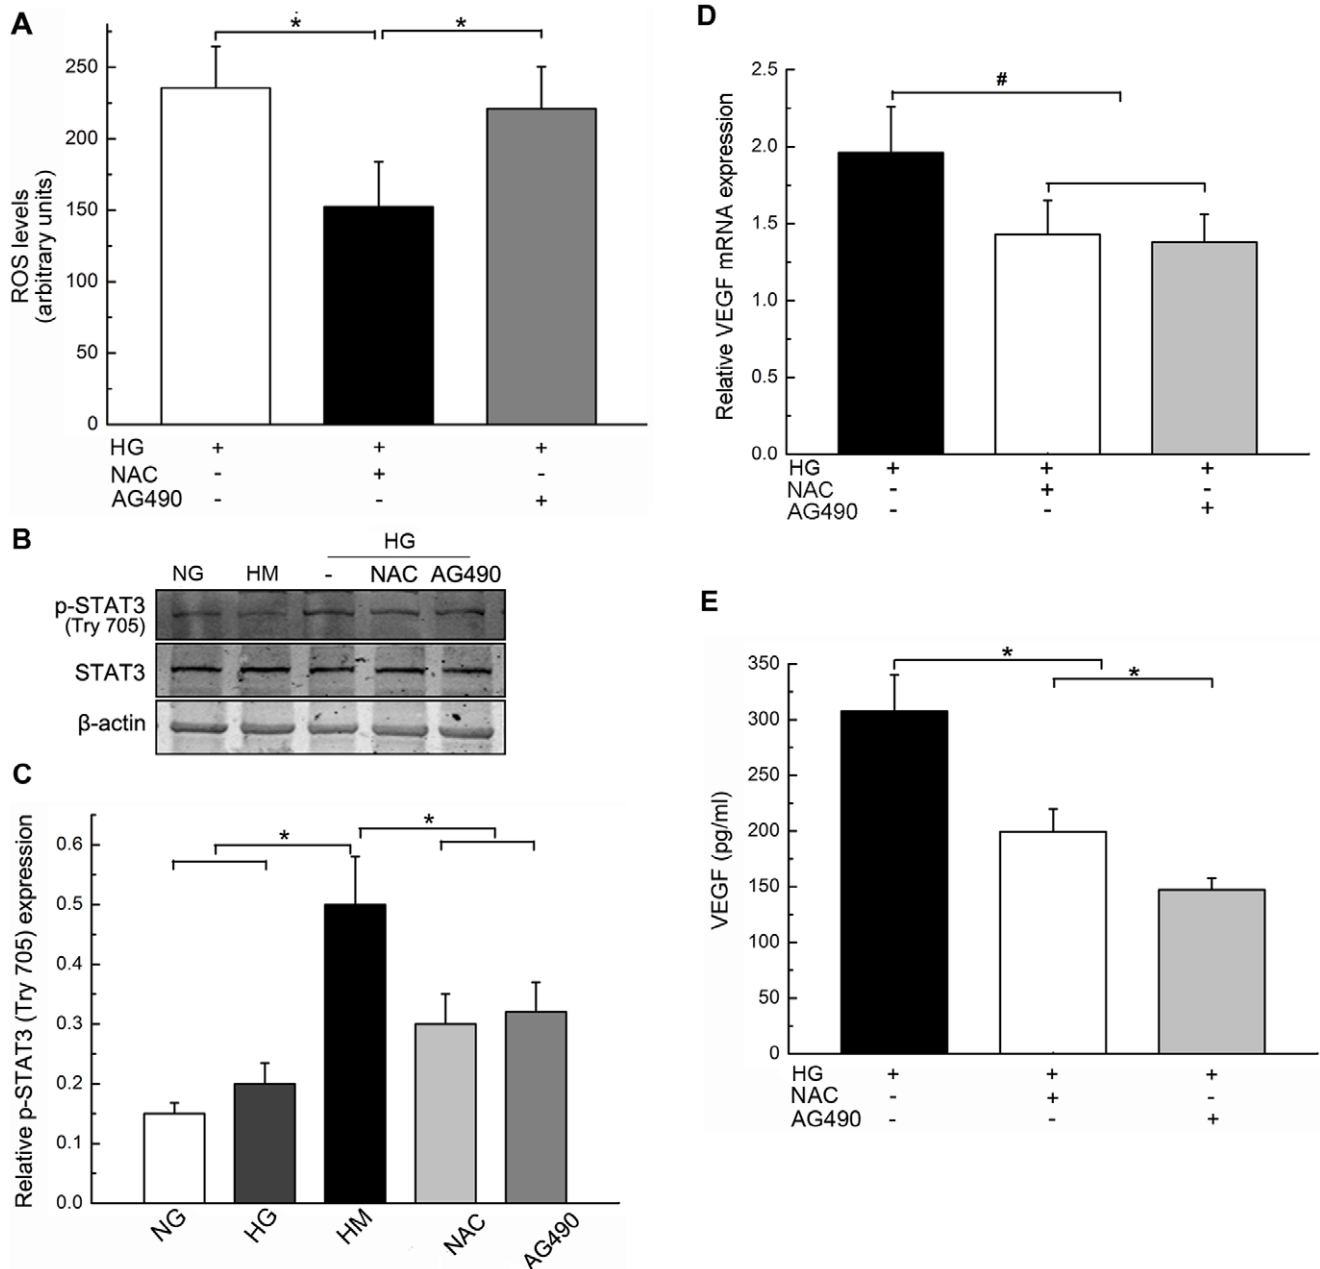 A
*
*
ROS levels
(arbitrary units)
250
200
150
100
50
0
HG + + +
NAC - + -
AG490 - - +
B
HG
NG HM - NAC AG490
p-STAT3
(Try 705)
STAT3
β-actin
C
*
*
Relative p-STAT3 (Try 705) expression
0.6
0.5
0.4
0.3
0.2
0.1
0.0
NG HG HM NAC AG490
D
#
Relative VEGF mRNA expression
2.5
2.0
1.5
1.0
0.5
0.0
HG + + +
NAC - + -
AG490 - - +
E
*
*
VEGF (pg/ml)
350
300
250
200
150
100
50
0
HG + + +
NAC - + -
AG490 - - +